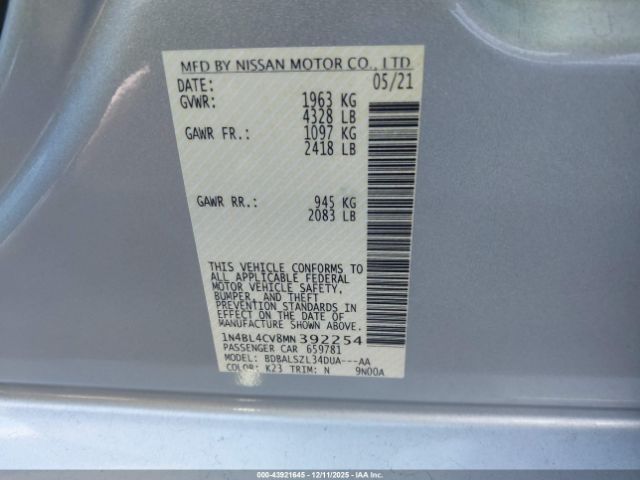 MFD BY NISSAN MOTOR CO., LTD
DATE: 05/21
GVWR: 1963 KG
4328 LB
GAWR FR.: 1097 KG
2418 LB
GAWR RR.: 945 KG
2083 LB
THIS VEHICLE CONFORMS TO
ALL APPLICABLE FEDERAL
MOTOR VEHICLE SAFETY,
BUMPER, AND THEFT
PREVENTION STANDARDS IN
EFFECT ON THE DATE OF
MANUFACTURE SHOWN ABOVE.
1N4BL4CV8MN392254
PASSENGER CAR 659781
MODEL: BDBALSZL34DUA---AA
COLOR: K23 TRIM: N 9N00A
000-43921645 - 12/11/2025 - IAA, Inc.